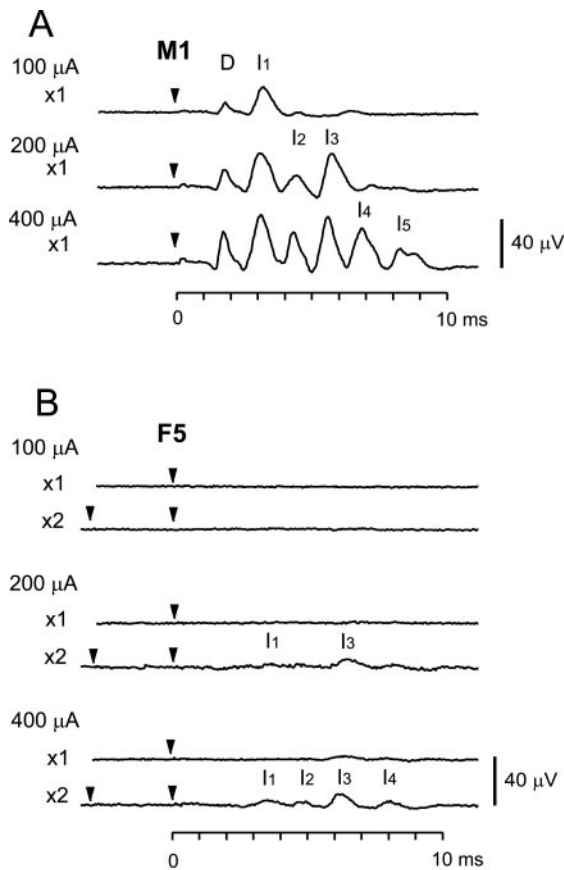 A
M1
100 µA
x1
D I1
200 µA
x1
I2 I3
400 µA
x1
I4 I5
40 µV
0 10 ms
B
F5
100 µA
x1
x2
200 µA
x1
x2
I1 I3
400 µA
x1
x2
I1 I2 I3 I4
40 µV
0 10 ms